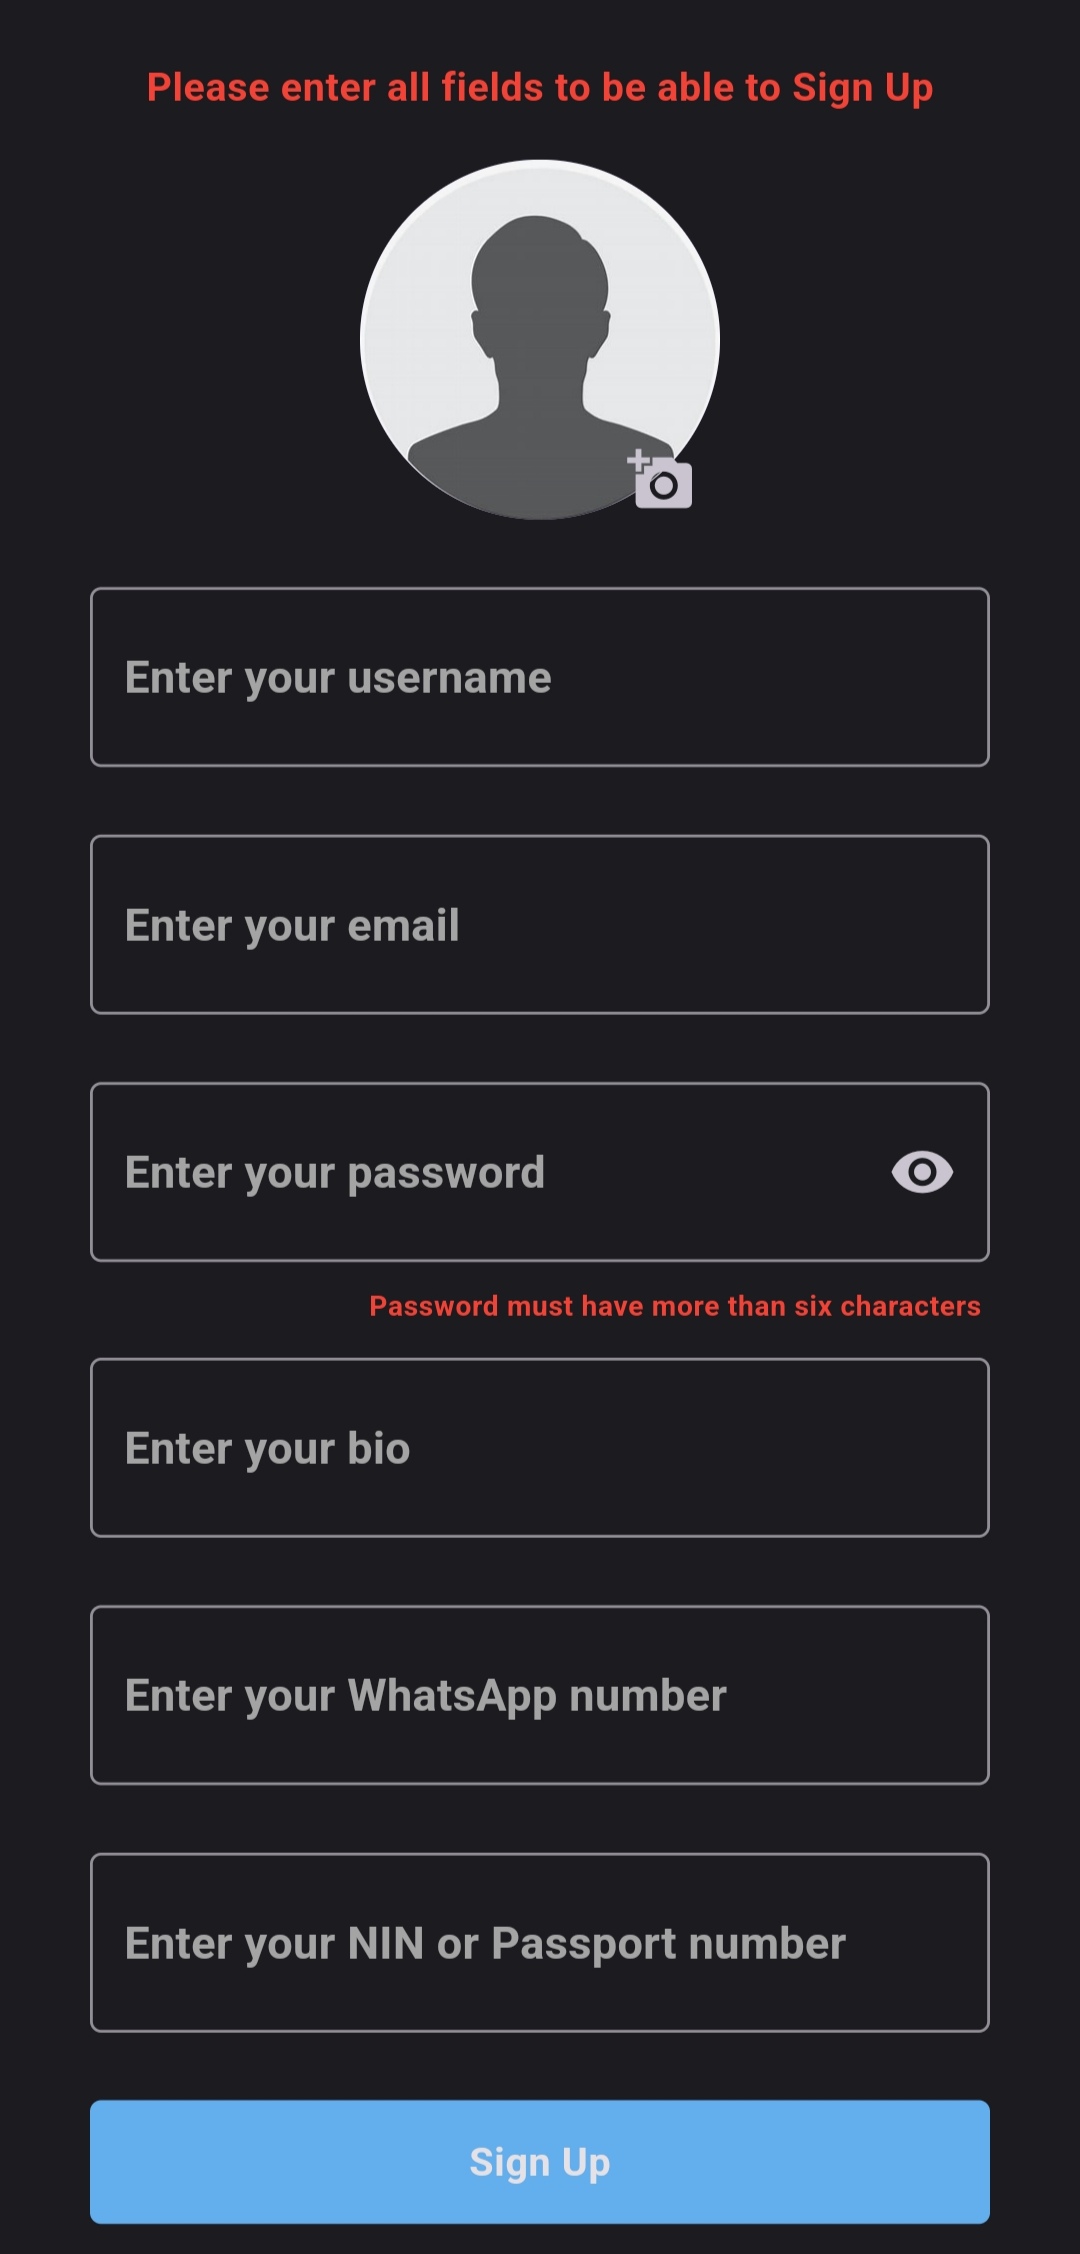 Please enter all fields to be able to Sign Up
Enter your username
Enter your email
Enter your password
Password must have more than six characters
Enter your bio
Enter your WhatsApp number
Enter your NIN or Passport number
Sign Up